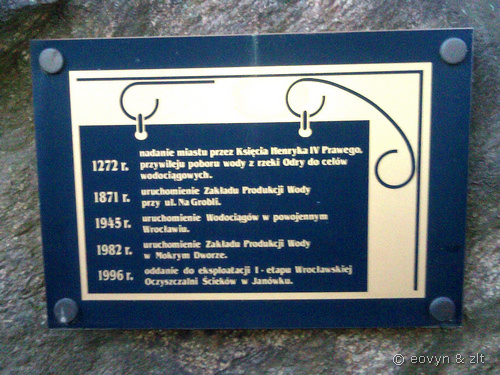 1272 r. nadanie miastu przez Księcia Henryka IV Prawego,
przywileju poboru wody z rzeki Odry do celów
wodociągowych.
1871 r. uruchomienie Zakładu Produkcji Wody
przy ul. Na Grobli.
1945 r. uruchomienie Wodociągów w powojennym
Wrocławiu.
1982 r. uruchomienie Zakładu Produkcji Wody
w Mokrym Dworze.
1996 r. oddanie do eksploatacji I - etapu Wrocławskiej
Oczyszczalni Ścieków w Janówku.
© eovyn & zlt